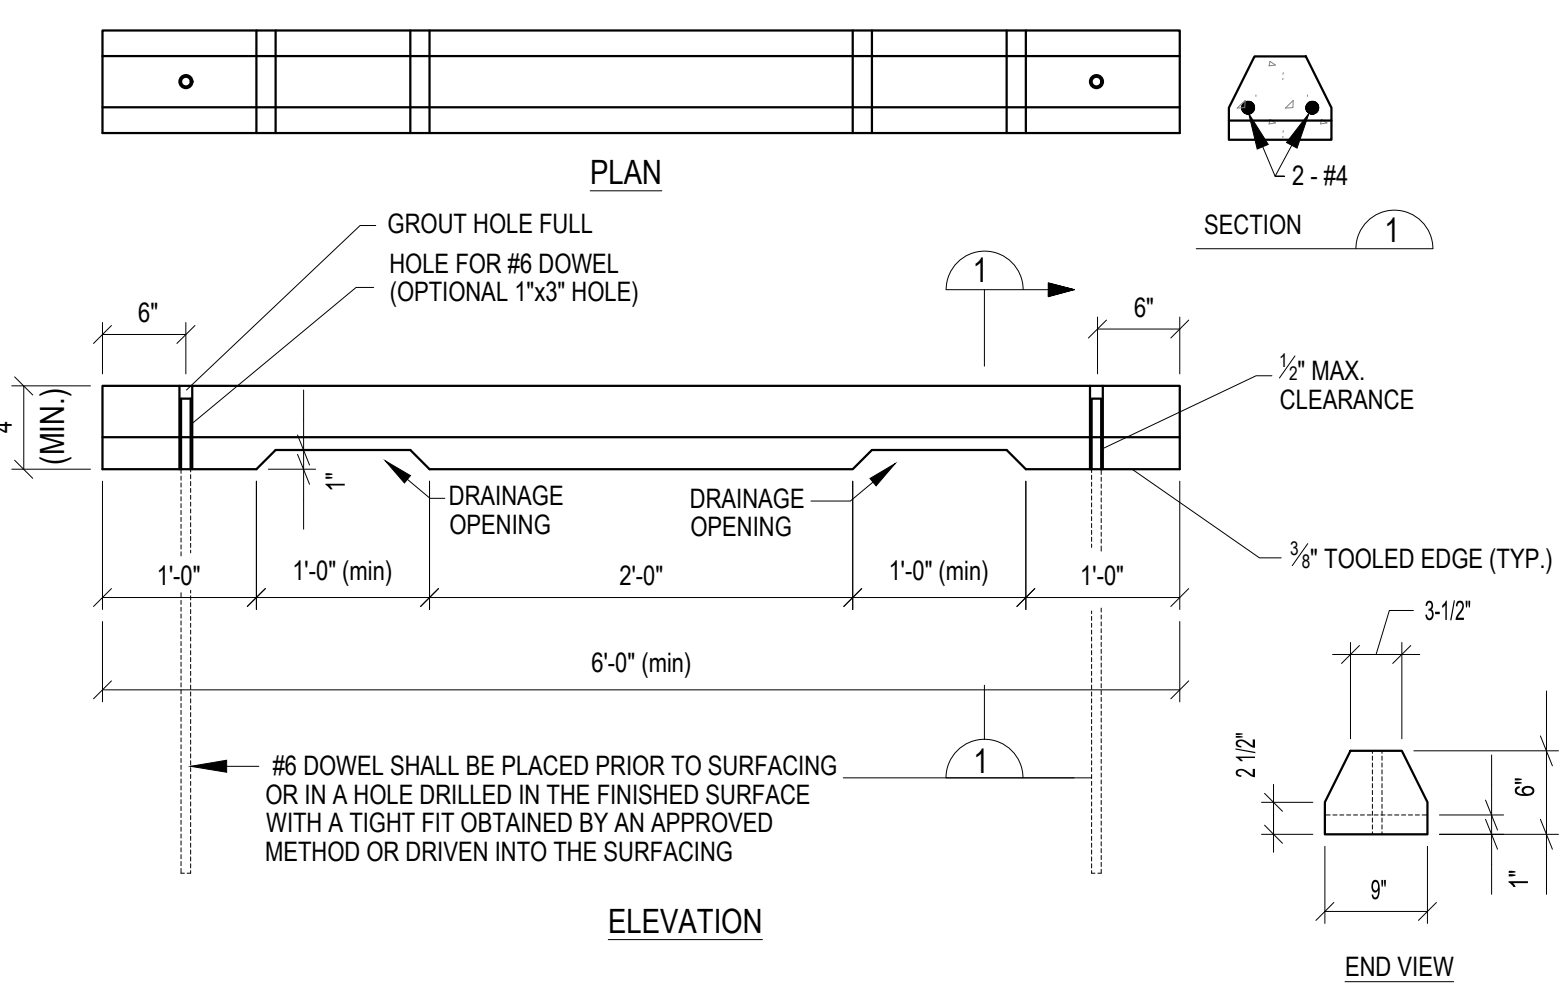 PLAN
2 - #4
SECTION
1
GROUT HOLE FULL
HOLE FOR #6 DOWEL
(OPTIONAL 1"x3" HOLE)
1
6"
6"
½" MAX.
CLEARANCE
(MIN.)
1"
DRAINAGE
OPENING
DRAINAGE
OPENING
⅜" TOOLED EDGE (TYP.)
1'-0"
1'-0" (min)
2'-0"
1'-0" (min)
1'-0"
3-1/2"
6'-0" (min)
#6 DOWEL SHALL BE PLACED PRIOR TO SURFACING
OR IN A HOLE DRILLED IN THE FINISHED SURFACE
WITH A TIGHT FIT OBTAINED BY AN APPROVED
METHOD OR DRIVEN INTO THE SURFACING
1
2 1/2"
6"
1"
9"
ELEVATION
END VIEW